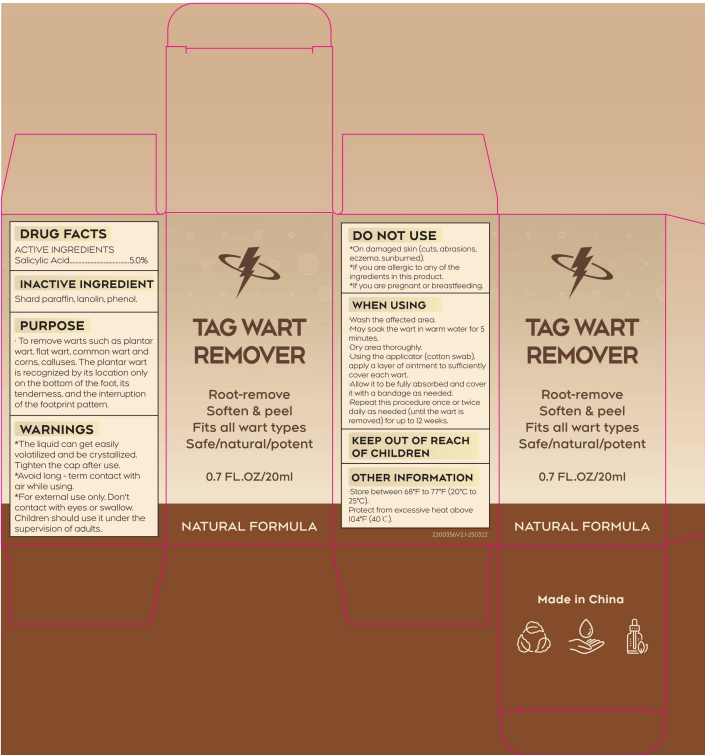 DRUG FACTS
ACTIVE INGREDIENTS
Salicylic Acid................................5.0%
INACTIVE INGREDIENT
Shard paraffin, lanolin, phenol.
PURPOSE
· To remove warts such as plantar
wart, flat wart, common wart and
corns, calluses. The plantar wart
is recognized by its location only
on the bottom of the foot, its
tenderness, and the interruption
of the footprint pattern.
WARNINGS
*The liquid can get easily
volatilized and be crystallized.
Tighten the cap after use.
*Avoid long - term contact with
air while using.
*For external use only. Don't
contact with eyes or swallow.
Children should use it under the
supervision of adults.
TAG WART
REMOVER
Root-remove
Soften & peel
Fits all wart types
Safe/natural/potent
0.7 FL.OZ/20ml
NATURAL FORMULA
DO NOT USE
*On damaged skin (cuts, abrasions,
eczema, sunburned).
*If you are allergic to any of the
ingredients in this product.
*If you are pregnant or breastfeeding.
WHEN USING
·Wash the affected area.
·May soak the wart in warm water for 5
minutes.
·Dry area thoroughly.
·Using the applicator (cotton swab),
apply a layer of ointment to sufficiently
cover each wart.
·Allow it to be fully absorbed and cover
it with a bandage as needed.
·Repeat this procedure once or twice
daily as needed (until the wart is
removed) for up to 12 weeks.
KEEP OUT OF REACH
OF CHILDREN
OTHER INFORMATION
·Store between 68°F to 77°F (20°C to
25°C).
Protect from excessive heat above
104°F (40℃).
2200356V2.1-250322
TAG WART
REMOVER
Root-remove
Soften & peel
Fits all wart types
Safe/natural/potent
0.7 FL.OZ/20ml
NATURAL FORMULA
Made in China